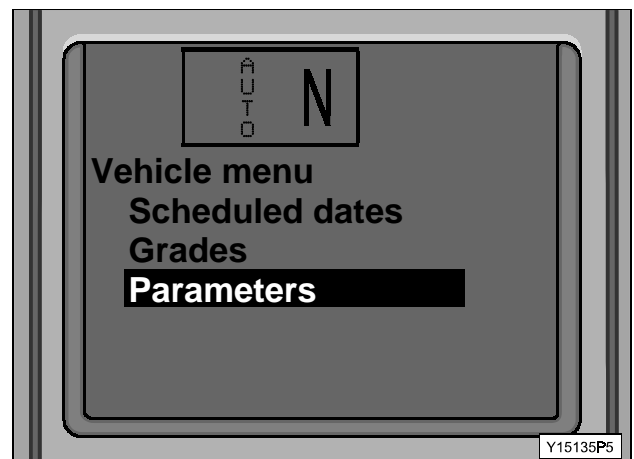 AUTO N
Vehicle menu
Scheduled dates
Grades
Parameters
Y15135P5